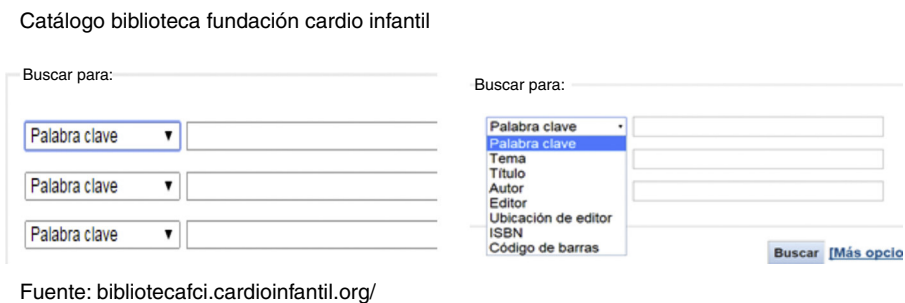 Catálogo biblioteca fundación cardio infantil
Buscar para:
Palabra clave
Palabra clave
Palabra clave
Buscar para:
Palabra clave
Palabra clave
Tema
Título
Autor
Editor
Ubicación de editor
ISBN
Código de barras
Buscar [Más opcio
Fuente: bibliotecafci.cardioinfantil.org/